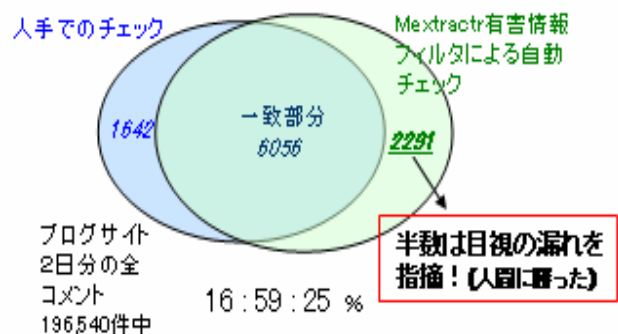 人手でのチェック
Mextractr有害情報
フィルタによる自動
チェック
一致部分
1642
6056
2291
半数は目視の漏れを
指摘！(人間に勝った)
ブログサイト
2日分の全
コメント
196,540件中
16：59：25 %